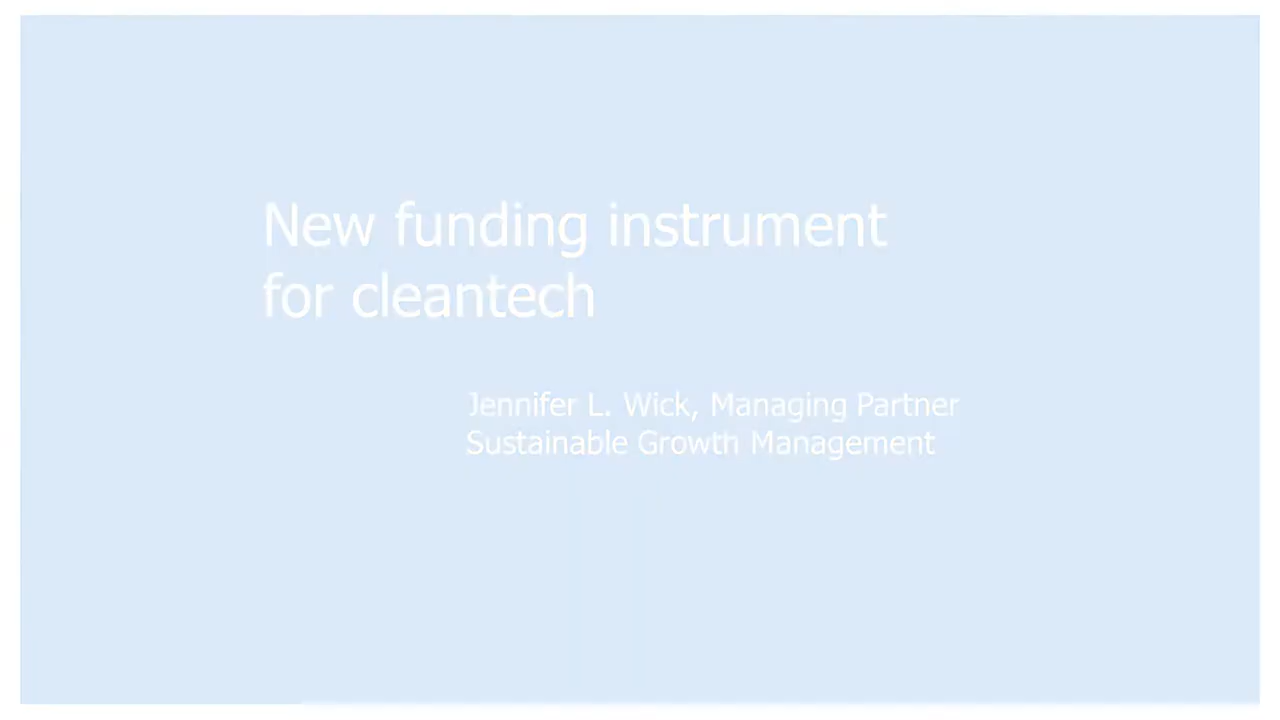 New funding instrument
for cleantech
Jennifer L. Wick, Managing Partner
Sustainable Growth Management